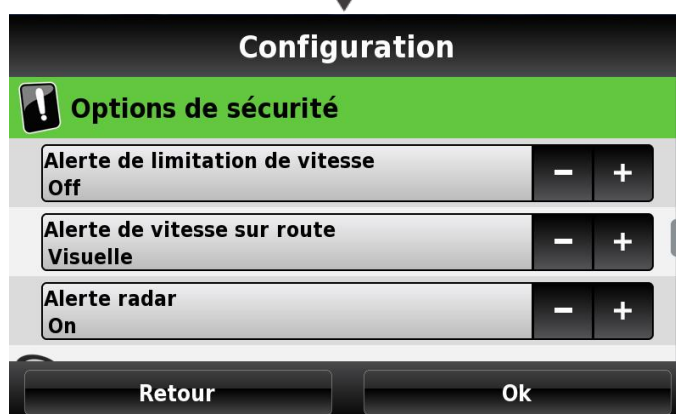 Configuration
Options de sécurité
Alerte de limitation de vitesse
Off
− +
Alerte de vitesse sur route
Visuelle
− +
Alerte radar
On
− +
Retour Ok